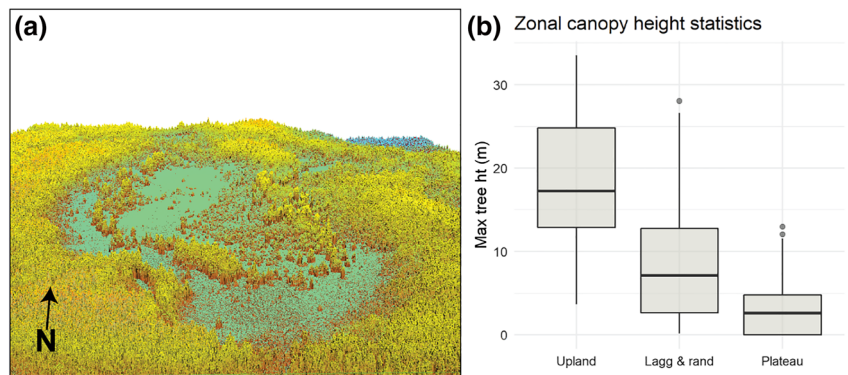 (a)
N
(b)
Zonal canopy height statistics
Max tree ht (m)
30
20
10
0
Upland
Lagg & rand
Plateau